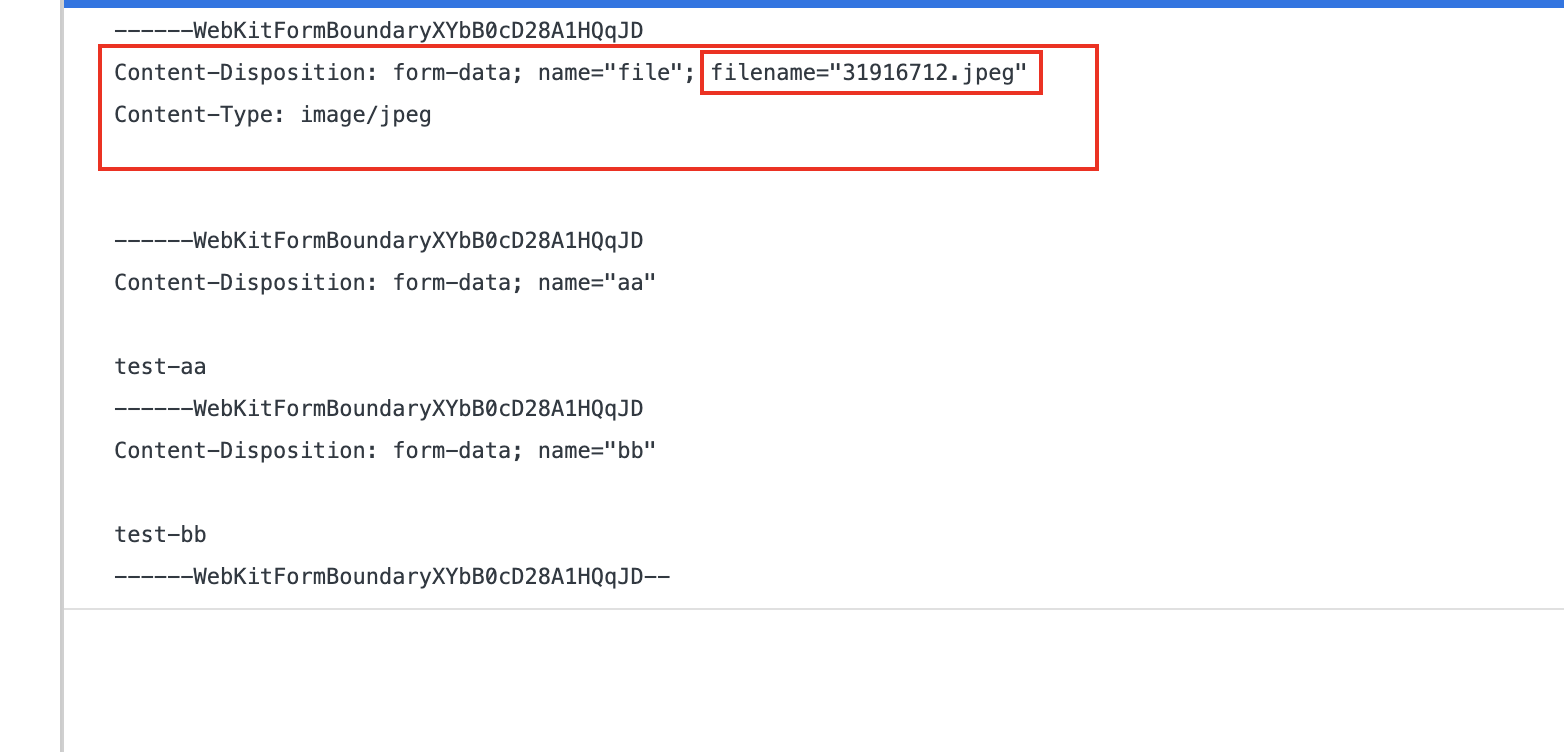 ------WebKitFormBoundaryXYbB0cD28A1HQqJD
Content-Disposition: form-data; name="file"; filename="31916712.jpeg"
Content-Type: image/jpeg
------WebKitFormBoundaryXYbB0cD28A1HQqJD
Content-Disposition: form-data; name="aa"
test-aa
------WebKitFormBoundaryXYbB0cD28A1HQqJD
Content-Disposition: form-data; name="bb"
test-bb
------WebKitFormBoundaryXYbB0cD28A1HQqJD--